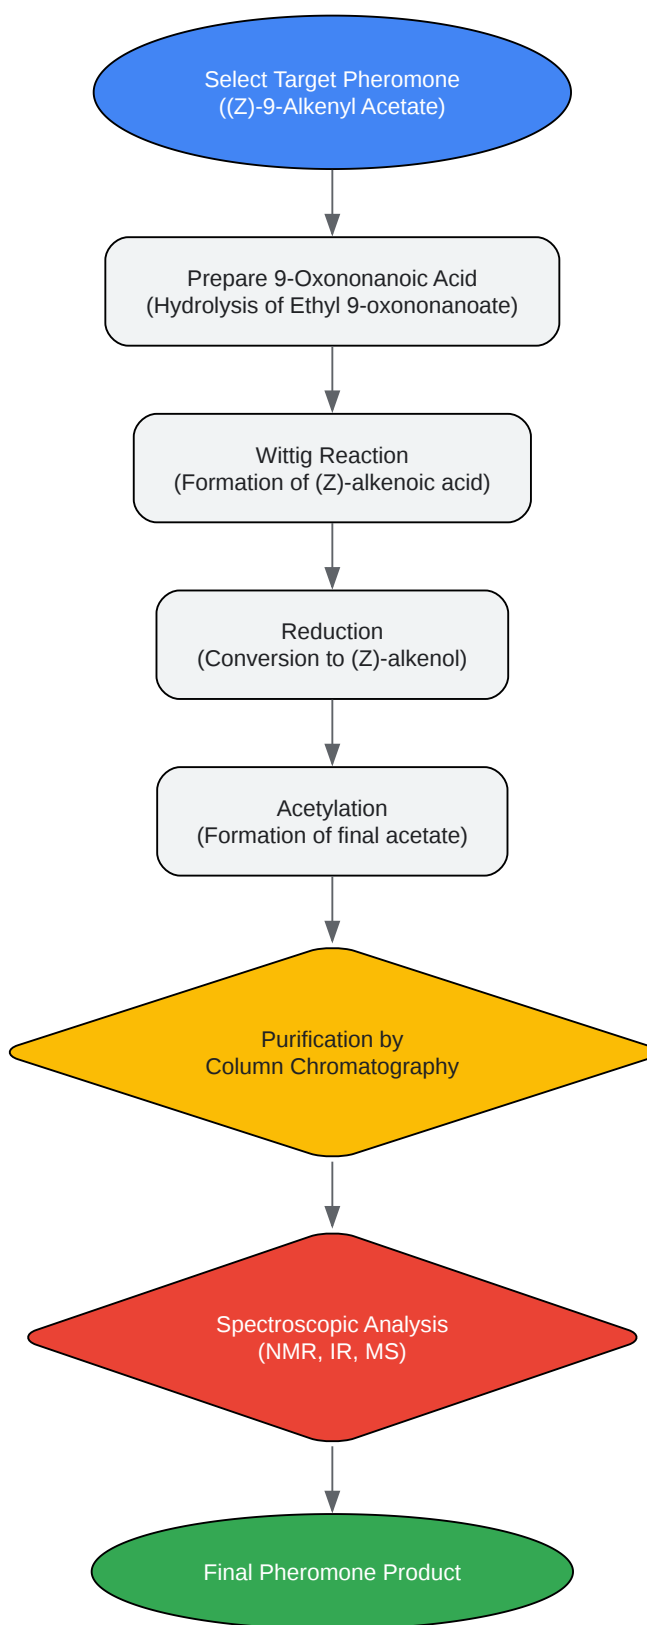 Select Target Pheromone
((Z)-9-Alkenyl Acetate)
Prepare 9-Oxononanoic Acid
(Hydrolysis of Ethyl 9-oxononanoate)
Wittig Reaction
(Formation of (Z)-alkenoic acid)
Reduction
(Conversion to (Z)-alkenol)
Acetylation
(Formation of final acetate)
Purification by
Column Chromatography
Spectroscopic Analysis
(NMR, IR, MS)
Final Pheromone Product